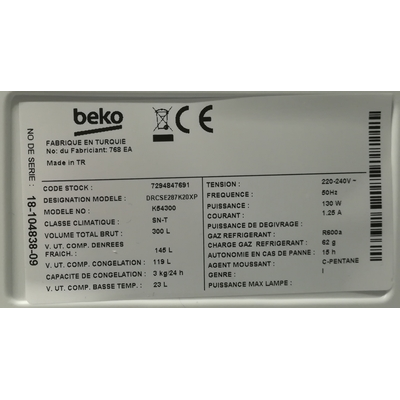 beko
CE
FABRIQUE EN TURQUIE
No: du Fabriciant: 768 EA
Made in TR
NO DE SERIE :
18-104838-09
CODE STOCK : 7294847691
DESIGNATION MODELE : DRCSE287K20XP
MODELE NO : K54300
CLASSE CLIMATIQUE : SN-T
VOLUME TOTAL BRUT : 300 L
V. UT. COMP. DENREES
FRAICH. : 145 L
V. UT. COMP. CONGELATION : 119 L
CAPACITE DE CONGELATION : 3 kg/24 h
V. UT. COMP. BASSE TEMP. : 23 L
TENSION : 220-240V ~
FREQUENCE : 50Hz
PUISSANCE : 130 W
COURANT : 1.25 A
PUISSANCE DE DEGIVRAGE :
GAZ REFRIGERANT : R600a
CHARGE GAZ REFRIGERANT : 62 g
AUTONOMIE EN CAS DE PANNE : 15 h
AGENT MOUSSANT : C-PENTANE
GENRE : I
PUISSANCE MAX LAMPE :